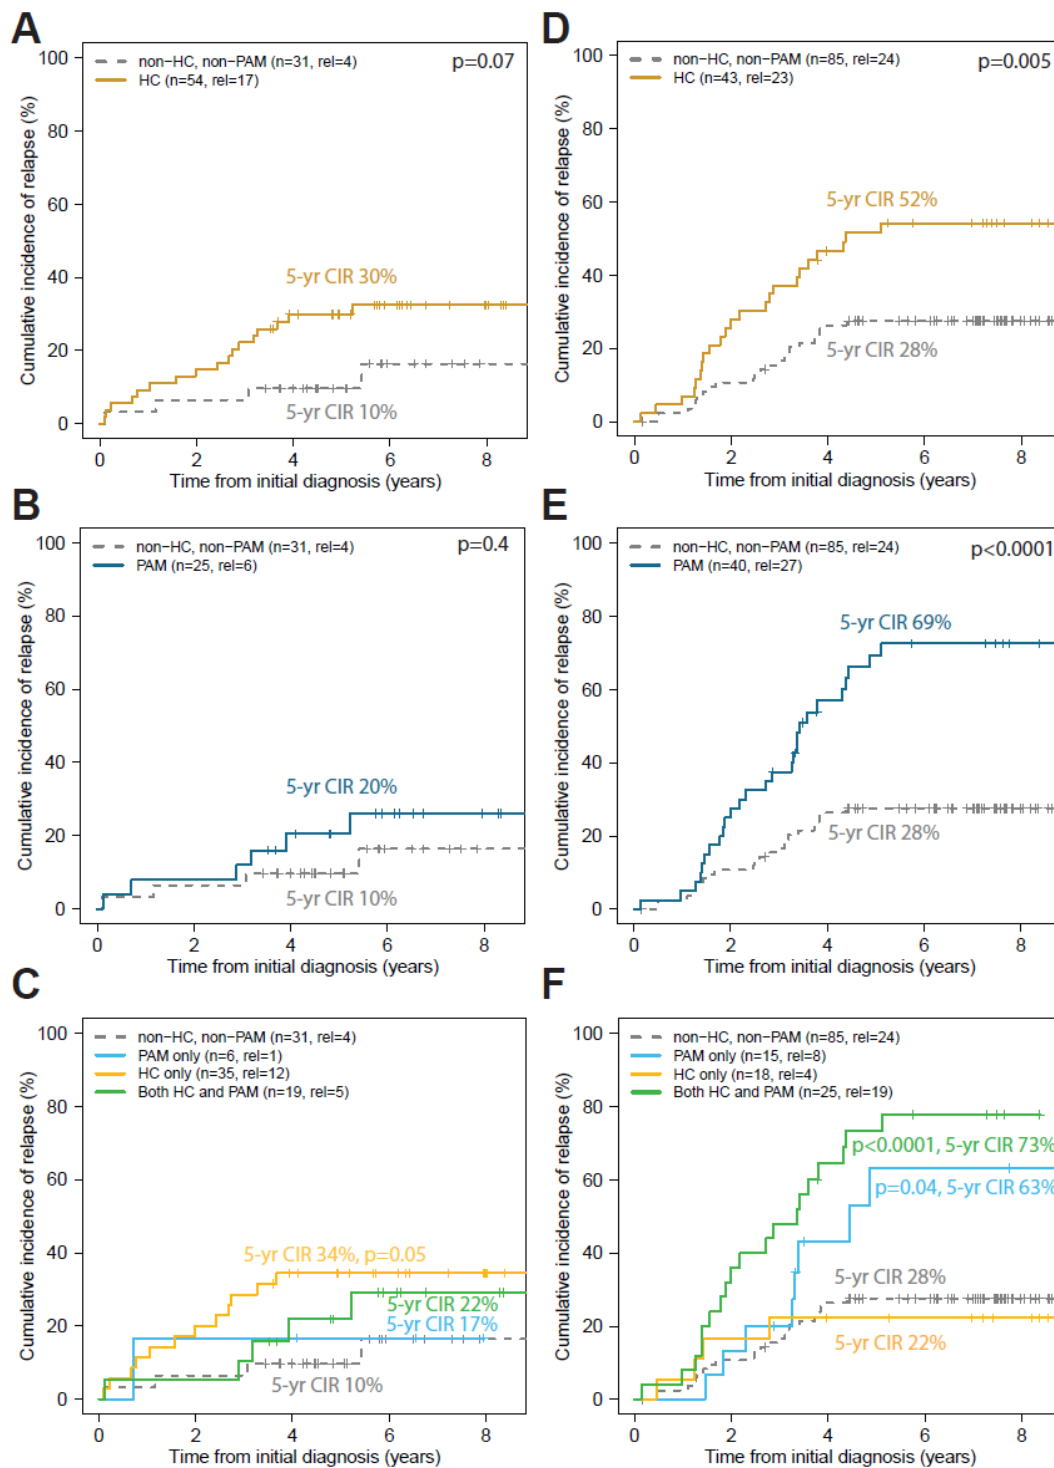 A
non-HC, non-PAM (n=31, rel=4)
HC (n=54, rel=17)
p=0.07
Cumulative incidence of relapse (%)
100
80
60
40
20
0
5-yr CIR 30%
5-yr CIR 10%
0 2 4 6 8
Time from initial diagnosis (years)
D
non-HC, non-PAM (n=85, rel=24)
HC (n=43, rel=23)
p=0.005
Cumulative incidence of relapse (%)
100
80
60
40
20
0
5-yr CIR 52%
5-yr CIR 28%
0 2 4 6 8
Time from initial diagnosis (years)
B
non-HC, non-PAM (n=31, rel=4)
PAM (n=25, rel=6)
p=0.4
Cumulative incidence of relapse (%)
100
80
60
40
20
0
5-yr CIR 20%
5-yr CIR 10%
0 2 4 6 8
Time from initial diagnosis (years)
E
non-HC, non-PAM (n=85, rel=24)
PAM (n=40, rel=27)
p<0.0001
Cumulative incidence of relapse (%)
100
80
60
40
20
0
5-yr CIR 69%
5-yr CIR 28%
0 2 4 6 8
Time from initial diagnosis (years)
C
non-HC, non-PAM (n=31, rel=4)
PAM only (n=6, rel=1)
HC only (n=35, rel=12)
Both HC and PAM (n=19, rel=5)
Cumulative incidence of relapse (%)
100
80
60
40
20
0
5-yr CIR 34%, p=0.05
5-yr CIR 22%
5-yr CIR 17%
5-yr CIR 10%
0 2 4 6 8
Time from initial diagnosis (years)
F
non-HC, non-PAM (n=85, rel=24)
PAM only (n=15, rel=8)
HC only (n=18, rel=4)
Both HC and PAM (n=25, rel=19)
Cumulative incidence of relapse (%)
100
80
60
40
20
0
p<0.0001, 5-yr CIR 73%
p=0.04, 5-yr CIR 63%
5-yr CIR 28%
5-yr CIR 22%
0 2 4 6 8
Time from initial diagnosis (years)